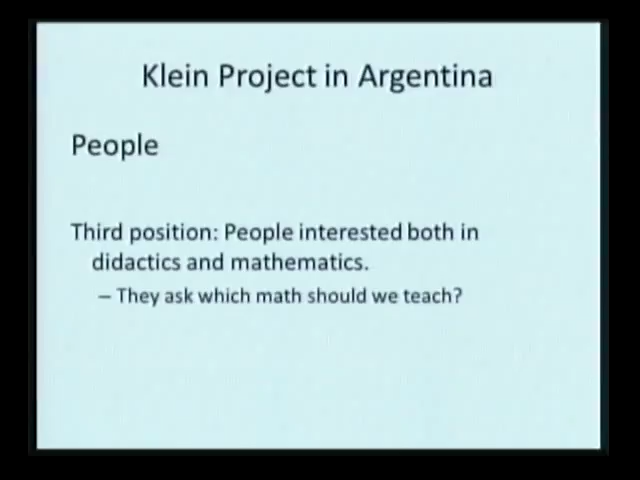 Klein Project in Argentina
People
Third position: People interested both in
didactics and mathematics.
– They ask which math should we teach?